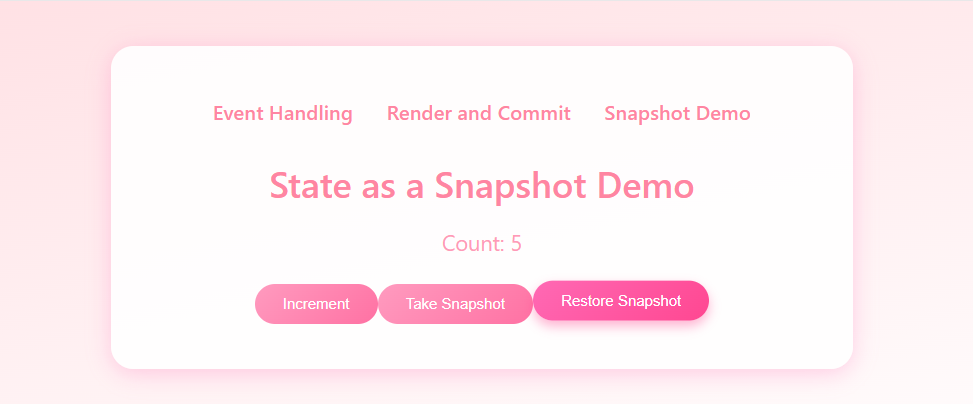 Event Handling Render and Commit Snapshot Demo
State as a Snapshot Demo
Count: 5
Increment Take Snapshot Restore Snapshot